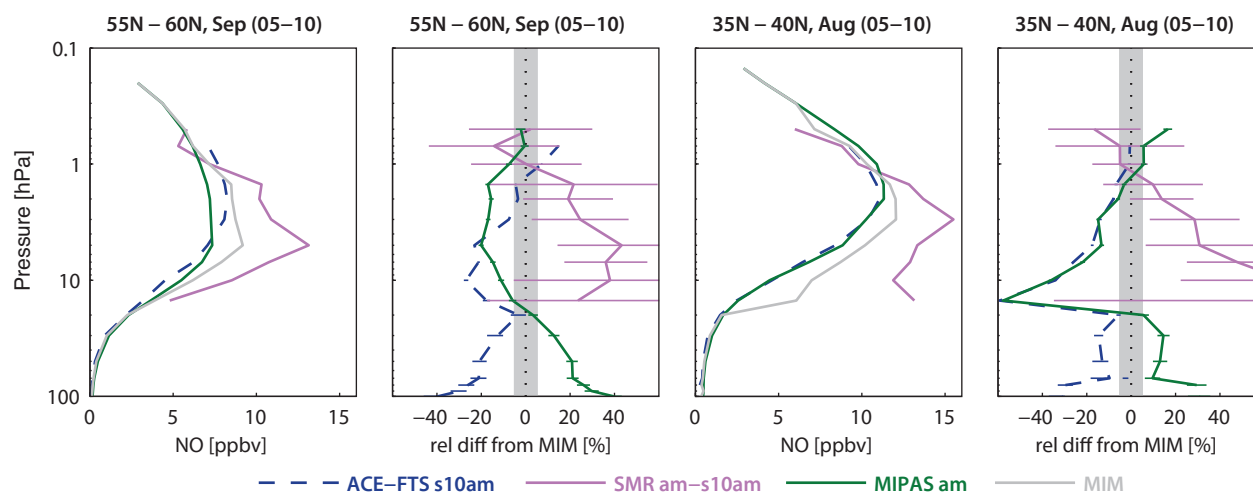 55N − 60N, Sep (05−10)
55N − 60N, Sep (05−10)
35N − 40N, Aug (05−10)
35N − 40N, Aug (05−10)
Pressure [hPa]
0.1
1
10
100
0 5 10 15
−40 −20 0 20 40
0 5 10 15
−40 −20 0 20 40
NO [ppbv]
rel diff from MIM [%]
NO [ppbv]
rel diff from MIM [%]
ACE−FTS s10am SMR am−s10am MIPAS am MIM